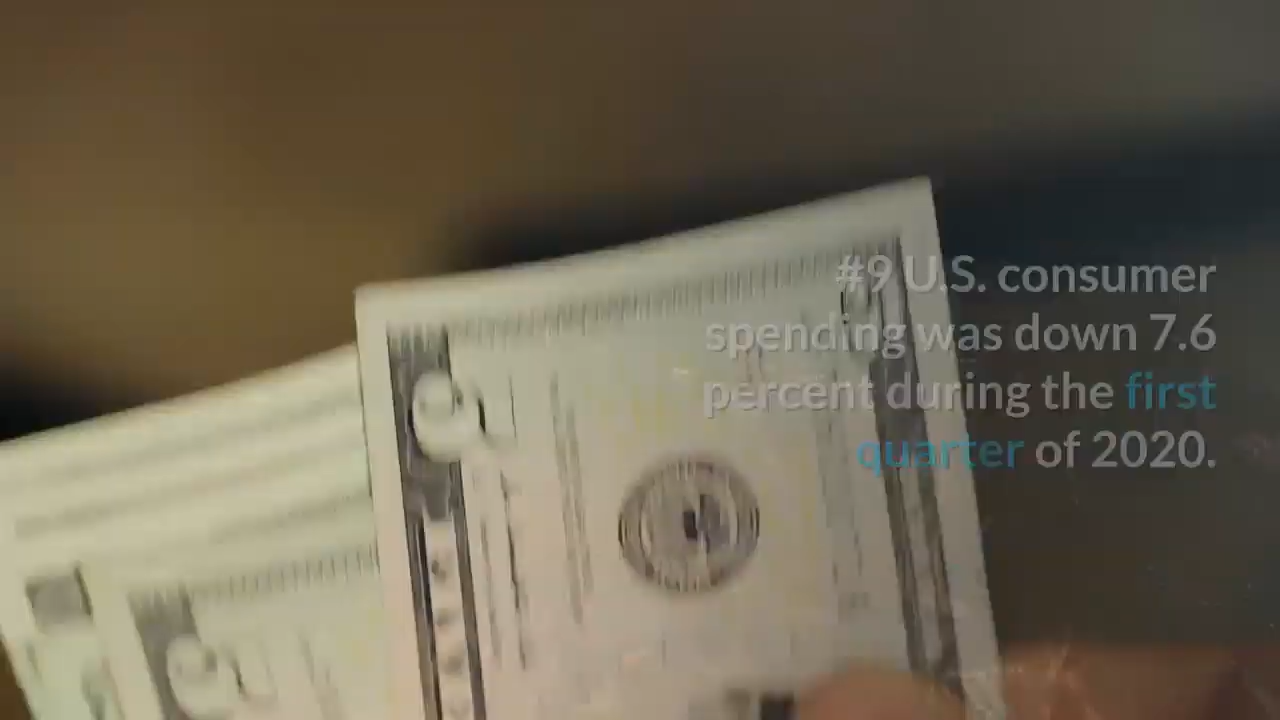 #9 U.S. consumer
spending was down 7.6
percent during the first
quarter of 2020.